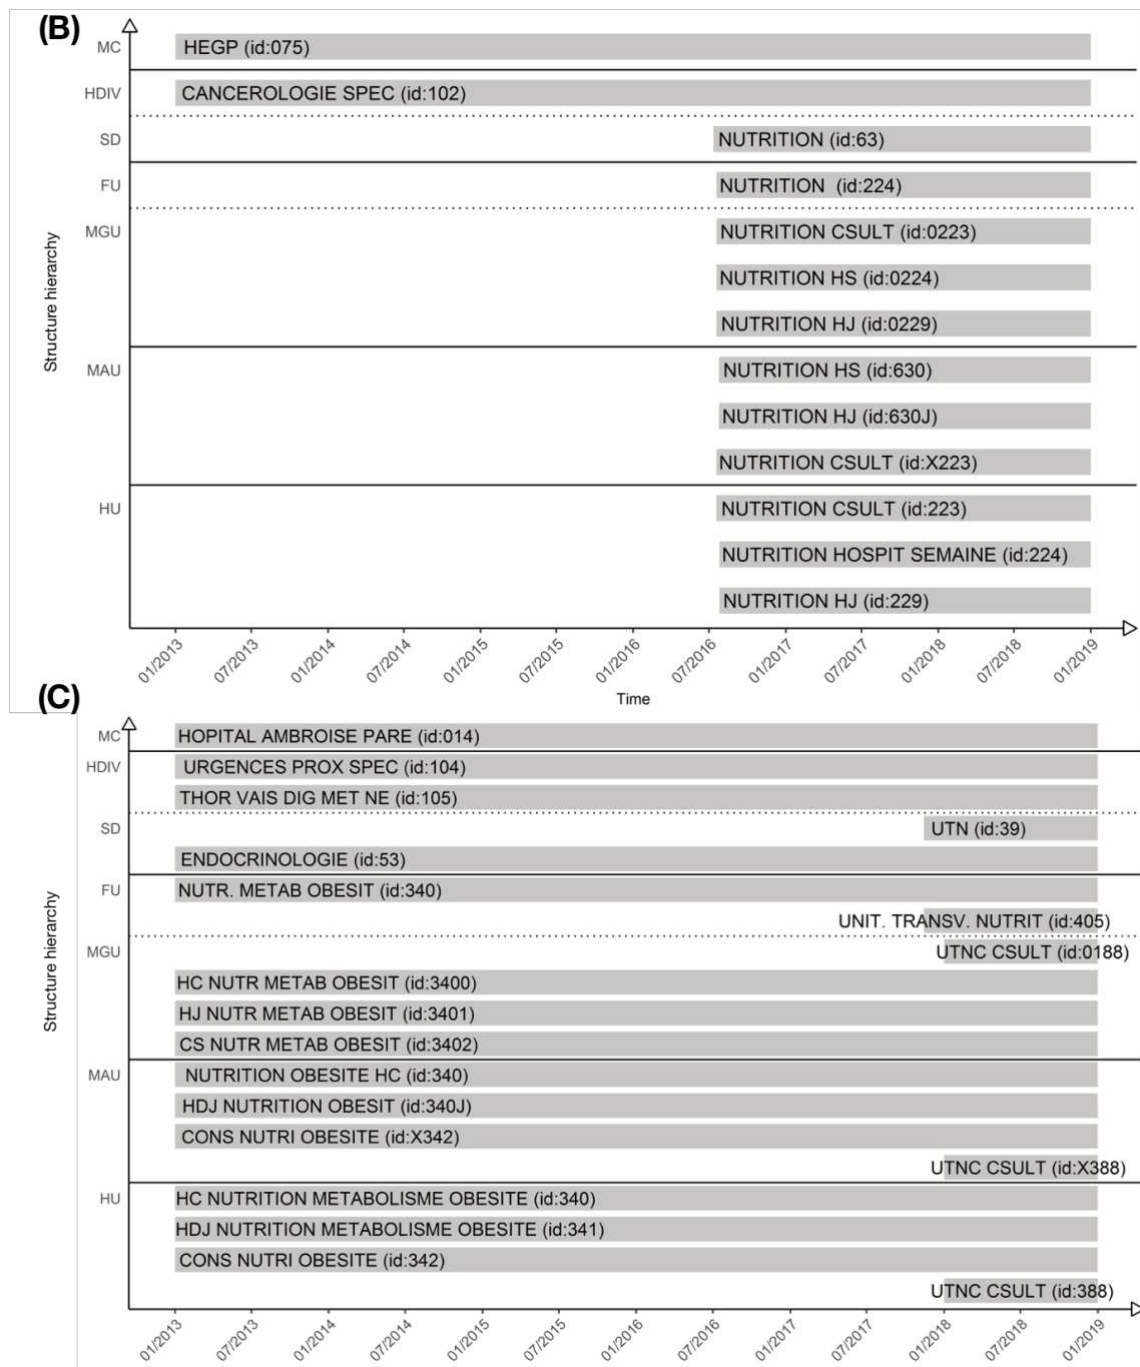 (B)
MC
HEGP (id:075)
HDIV
CANCEROLOGIE SPEC (id:102)
SD
NUTRITION (id:63)
FU
NUTRITION (id:224)
MGU
NUTRITION CSULT (id:0223)
NUTRITION HS (id:0224)
NUTRITION HJ (id:0229)
MAU
NUTRITION HS (id:630)
NUTRITION HJ (id:630J)
NUTRITION CSULT (id:X223)
HU
NUTRITION CSULT (id:223)
NUTRITION HOSPIT SEMAINE (id:224)
NUTRITION HJ (id:229)
Structure hierarchy
01/2013 07/2013 01/2014 07/2014 01/2015 07/2015 01/2016 07/2016 01/2017 07/2017 01/2018 07/2018 01/2019
Time
(C)
MC
HOPITAL AMBROISE PARE (id:014)
HDIV
URGENCES PROX SPEC (id:104)
THOR VAIS DIG MET NE (id:105)
SD
UTN (id:39)
ENDOCRINOLOGIE (id:53)
FU
NUTR. METAB OBESIT (id:340)
UNIT. TRANSV. NUTRIT (id:405)
MGU
UTNC CSULT (id:0188)
HC NUTR METAB OBESIT (id:3400)
HJ NUTR METAB OBESIT (id:3401)
CS NUTR METAB OBESIT (id:3402)
MAU
NUTRITION OBESITE HC (id:340)
HDJ NUTRITION OBESIT (id:340J)
CONS NUTRI OBESITE (id:X342)
UTNC CSULT (id:X388)
HU
HC NUTRITION METABOLISME OBESITE (id:340)
HDJ NUTRITION METABOLISME OBESITE (id:341)
CONS NUTRI OBESITE (id:342)
UTNC CSULT (id:388)
Structure hierarchy
01/2013 07/2013 01/2014 07/2014 01/2015 07/2015 01/2016 07/2016 01/2017 07/2017 01/2018 07/2018 01/2019